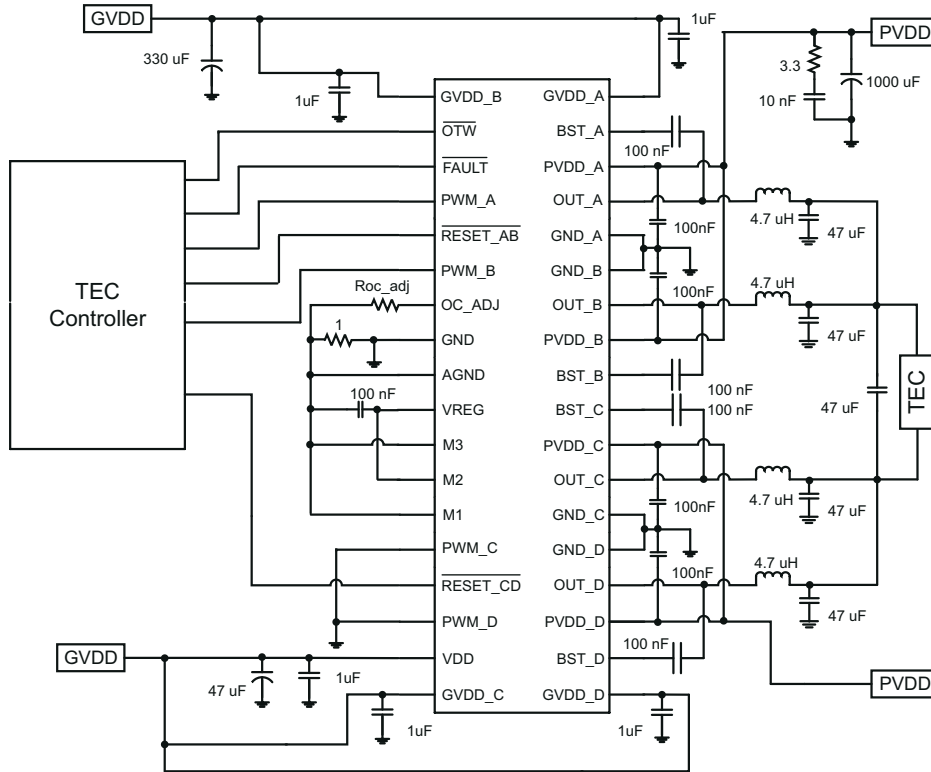 GVDD
1uF
PVDD
330 uF
1uF
3.3
1000 uF
10 nF
GVDD_B
GVDD_A
OTW
BST_A
100 nF
FAULT
PVDD_A
PWM_A
OUT_A
4.7 uH
47 uF
100nF
RESET_AB
GND_A
PWM_B
GND_B
TEC
Controller
Roc_adj
OC_ADJ
OUT_B
100nF
4.7 uH
47 uF
1
GND
PVDD_B
AGND
BST_B
100 nF
100 nF
VREG
BST_C
100 nF
47 uF
TEC
M3
PVDD_C
M2
OUT_C
4.7 uH
47 uF
100nF
M1
GND_C
PWM_C
GND_D
100nF
4.7 uH
RESET_CD
OUT_D
47 uF
PWM_D
PVDD_D
100 nF
GVDD
VDD
BST_D
47 uF
1uF
PVDD
GVDD_C
GVDD_D
1uF
1uF